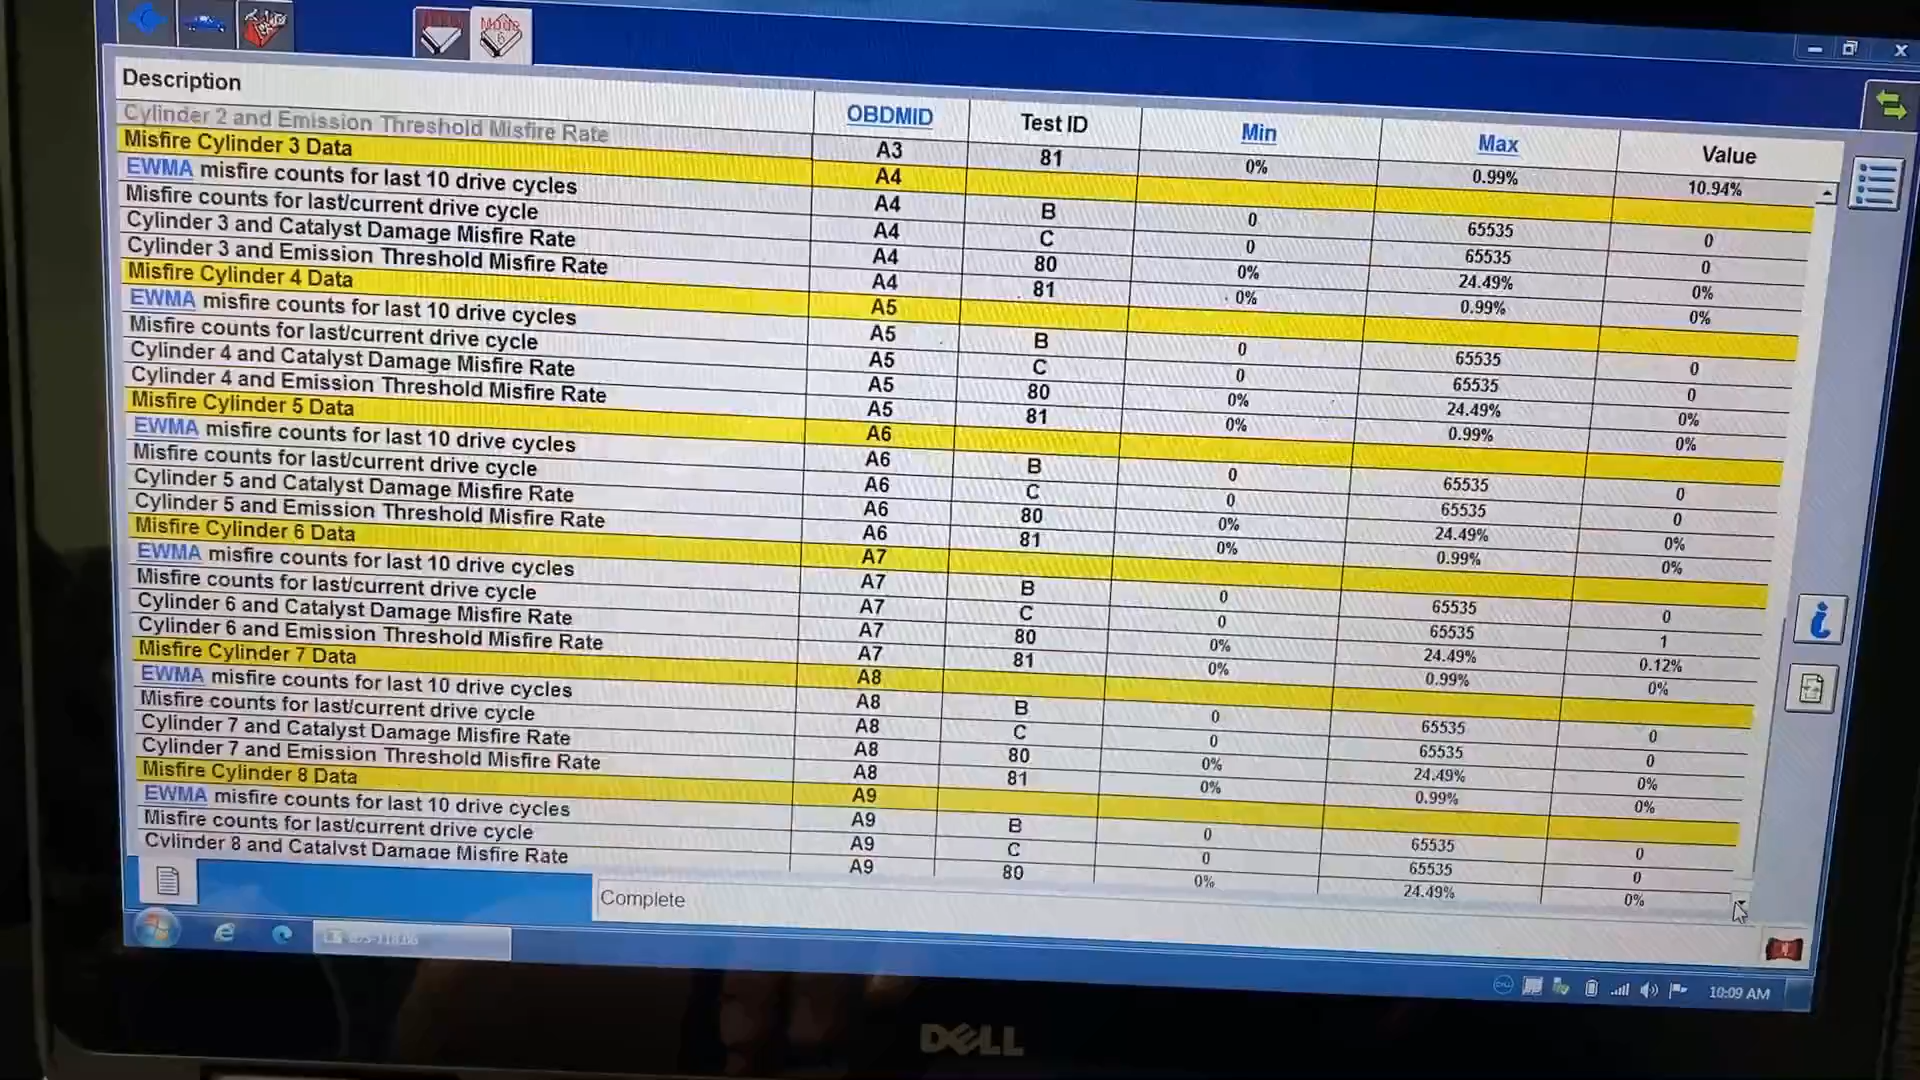 Mode
6
Description OBDMID Test ID Min Max Value
Cylinder 2 and Emission Threshold Misfire Rate A3 81 0% 0.99% 10.94%
Misfire Cylinder 3 Data A4
EWMA misfire counts for last 10 drive cycles A4 B 0 65535 0
Misfire counts for last/current drive cycle A4 C 0 65535 0
Cylinder 3 and Catalyst Damage Misfire Rate A4 80 0% 24.49% 0%
Cylinder 3 and Emission Threshold Misfire Rate A4 81 0% 0.99% 0%
Misfire Cylinder 4 Data A5
EWMA misfire counts for last 10 drive cycles A5 B 0 65535 0
Misfire counts for last/current drive cycle A5 C 0 65535 0
Cylinder 4 and Catalyst Damage Misfire Rate A5 80 0% 24.49% 0%
Cylinder 4 and Emission Threshold Misfire Rate A5 81 0% 0.99% 0%
Misfire Cylinder 5 Data A6
EWMA misfire counts for last 10 drive cycles A6 B 0 65535 0
Misfire counts for last/current drive cycle A6 C 0 65535 0
Cylinder 5 and Catalyst Damage Misfire Rate A6 80 0% 24.49% 0%
Cylinder 5 and Emission Threshold Misfire Rate A6 81 0% 0.99% 0%
Misfire Cylinder 6 Data A7
EWMA misfire counts for last 10 drive cycles A7 B 0 65535 0
Misfire counts for last/current drive cycle A7 C 0 65535 1
Cylinder 6 and Catalyst Damage Misfire Rate A7 80 0% 24.49% 0.12%
Cylinder 6 and Emission Threshold Misfire Rate A7 81 0% 0.99% 0%
Misfire Cylinder 7 Data A8
EWMA misfire counts for last 10 drive cycles A8 B 0 65535 0
Misfire counts for last/current drive cycle A8 C 0 65535 0
Cylinder 7 and Catalyst Damage Misfire Rate A8 80 0% 24.49% 0%
Cylinder 7 and Emission Threshold Misfire Rate A8 81 0% 0.99% 0%
Misfire Cylinder 8 Data A9
EWMA misfire counts for last 10 drive cycles A9 B 0 65535 0
Misfire counts for last/current drive cycle A9 C 0 65535 0
Cylinder 8 and Catalyst Damage Misfire Rate A9 80 0% 24.49% 0%
Complete
10:09 AM
DELL